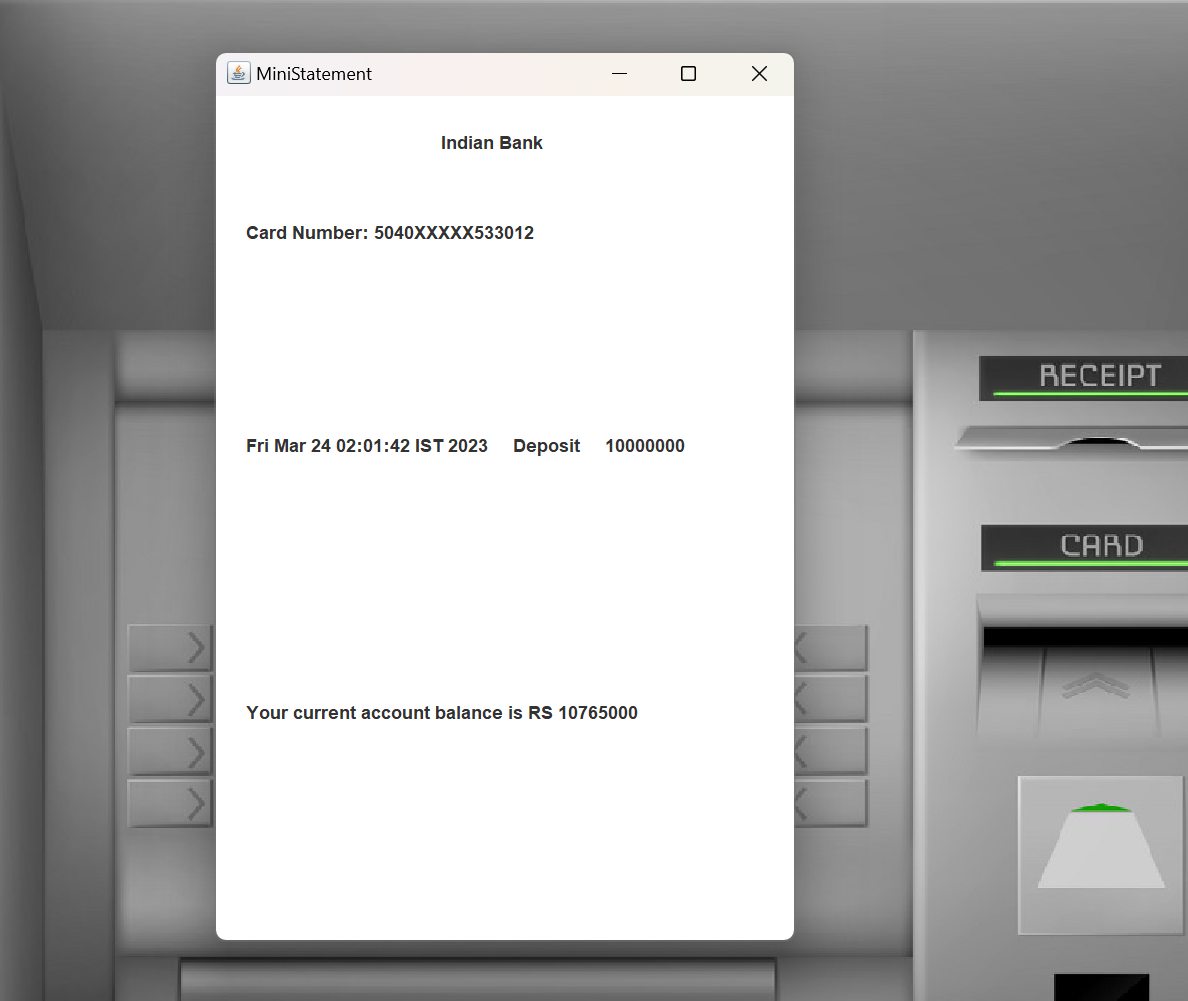 MiniStatement
Indian Bank
Card Number: 5040XXXXX533012
Fri Mar 24 02:01:42 IST 2023 Deposit 10000000
Your current account balance is RS 10765000
RECEIPT
CARD